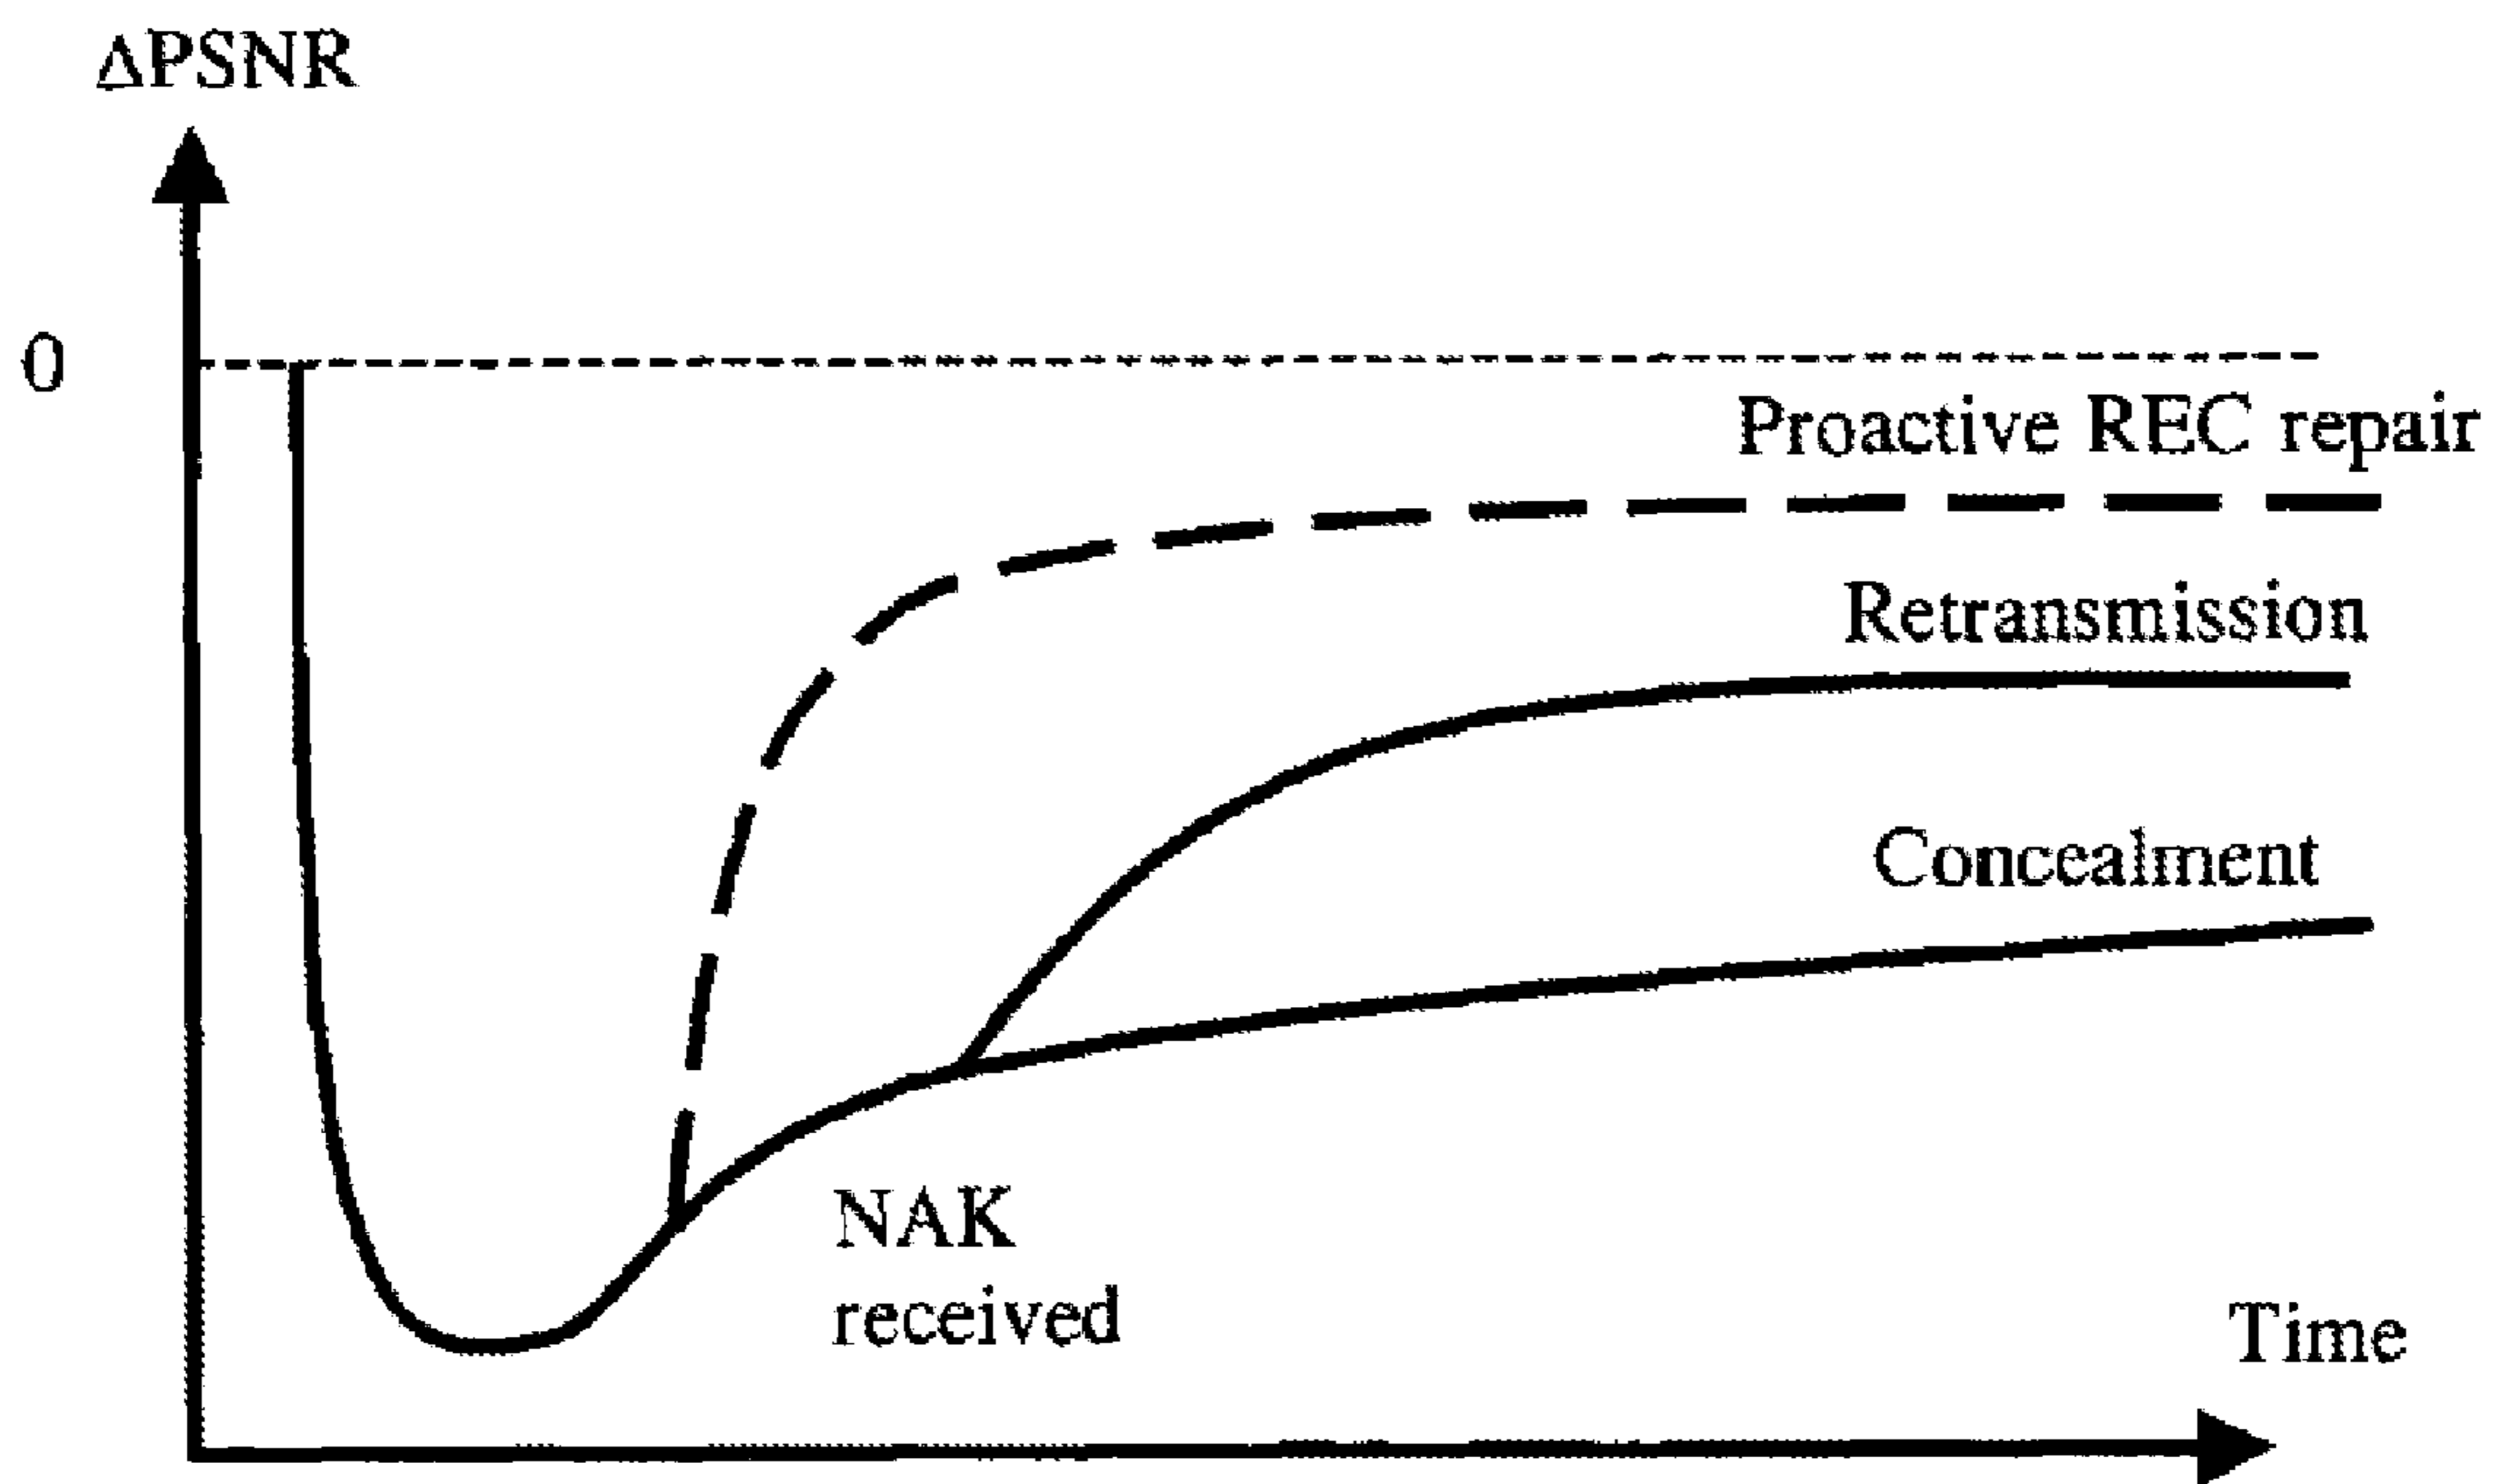 ΔPSNR
0
Proactive REC repair
Retransmission
Concealment
NAK
received
Time